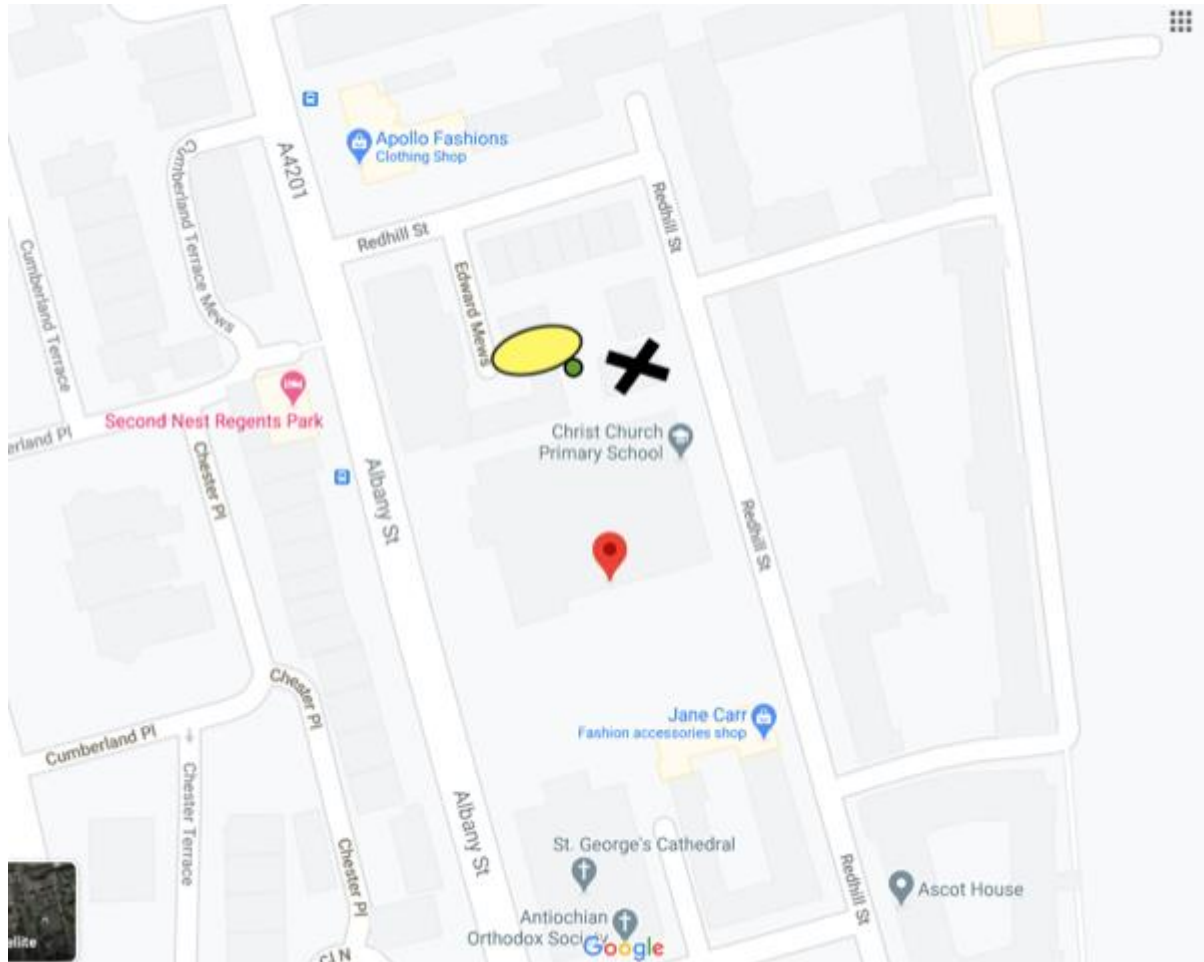 Apollo Fashions
Clothing Shop
A4201
Cumberland Terrace Mews
Redhill St
Redhill St
Cumberland Terrace
Edward Mews
Second Nest Regents Park
erland Pl
Chester Pl
Christ Church
Primary School
Albany St
Redhill St
Chester Pl
Jane Carr
Fashion accessories shop
Cumberland Pl
Chester Terrace
Albany St
Chester Pl
St. George's Cathedral
Redhill St
Ascot House
Antiochian
Orthodox Society
Google
ellite